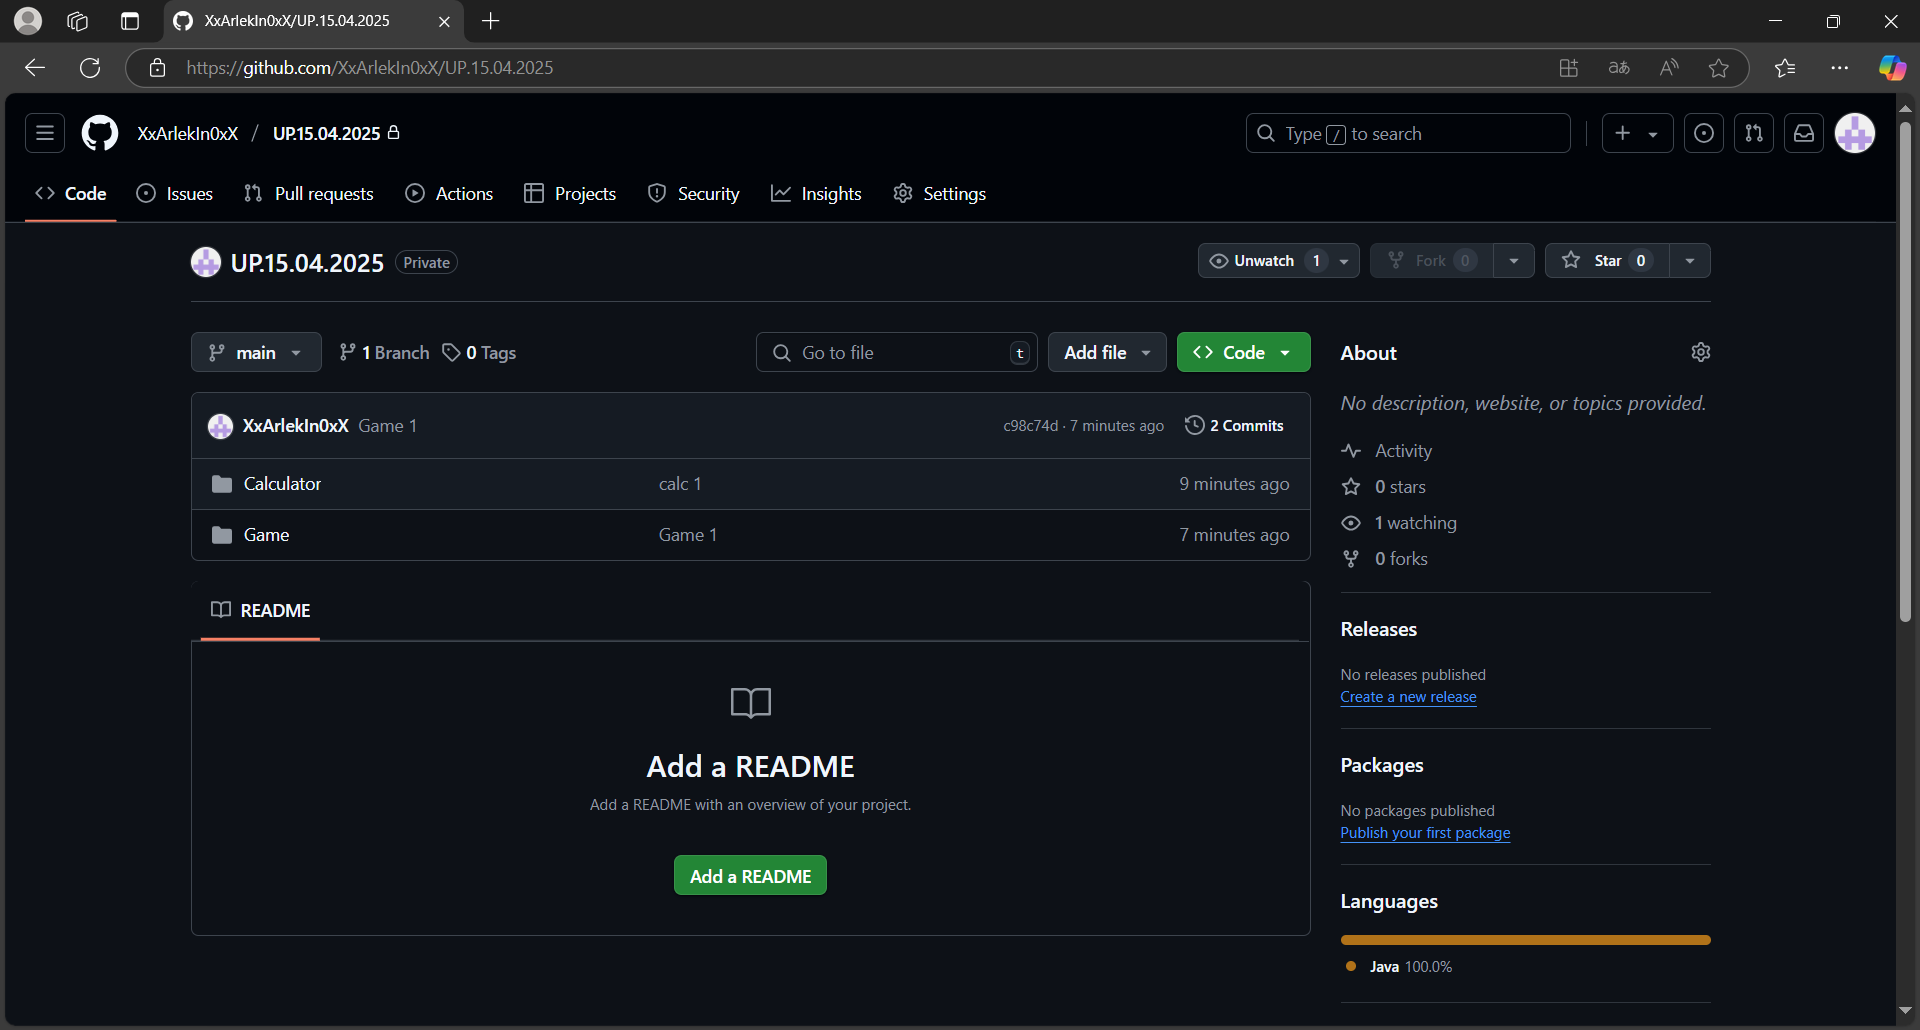 XxArlekIn0xX/UP.15.04.2025
https://github.com/XxArlekIn0xX/UP.15.04.2025
XxArlekIn0xX / UP.15.04.2025
Type / to search
Code Issues Pull requests Actions Projects Security Insights Settings
UP.15.04.2025 Private
Unwatch 1 Fork 0 Star 0
main 1 Branch 0 Tags
Go to file t Add file Code
XxArlekIn0xX Game 1 c98c74d · 7 minutes ago 2 Commits
Calculator calc 1 9 minutes ago
Game Game 1 7 minutes ago
README
Add a README
Add a README with an overview of your project.
Add a README
About
No description, website, or topics provided.
Activity
0 stars
1 watching
0 forks
Releases
No releases published
Create a new release
Packages
No packages published
Publish your first package
Languages
Java 100.0%